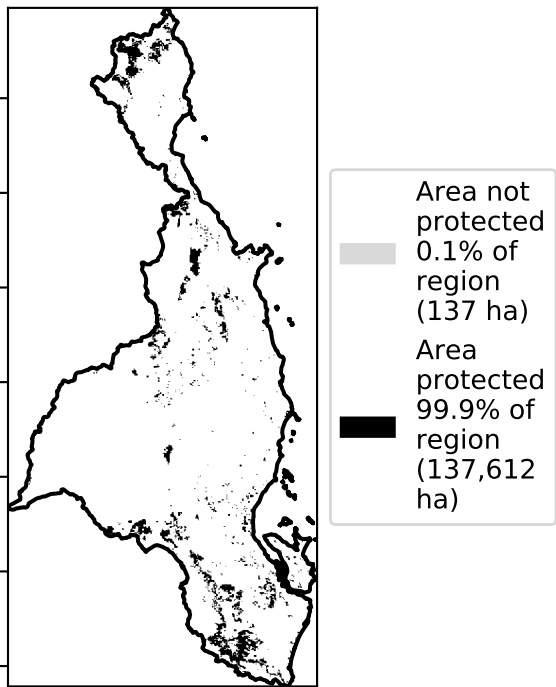 Area not
protected
0.1% of
region
(137 ha)
Area
protected
99.9% of
region
(137,612
ha)